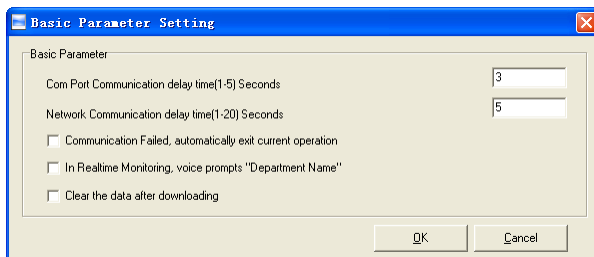 Basic Parameter Setting
Basic Parameter
Com Port Communication delay time(1-5) Seconds 3
Network Communication delay time(1-20) Seconds 5
Communication Failed, automatically exit current operation
In Realtime Monitoring, voice prompts "Department Name"
Clear the data after downloading
OK Cancel